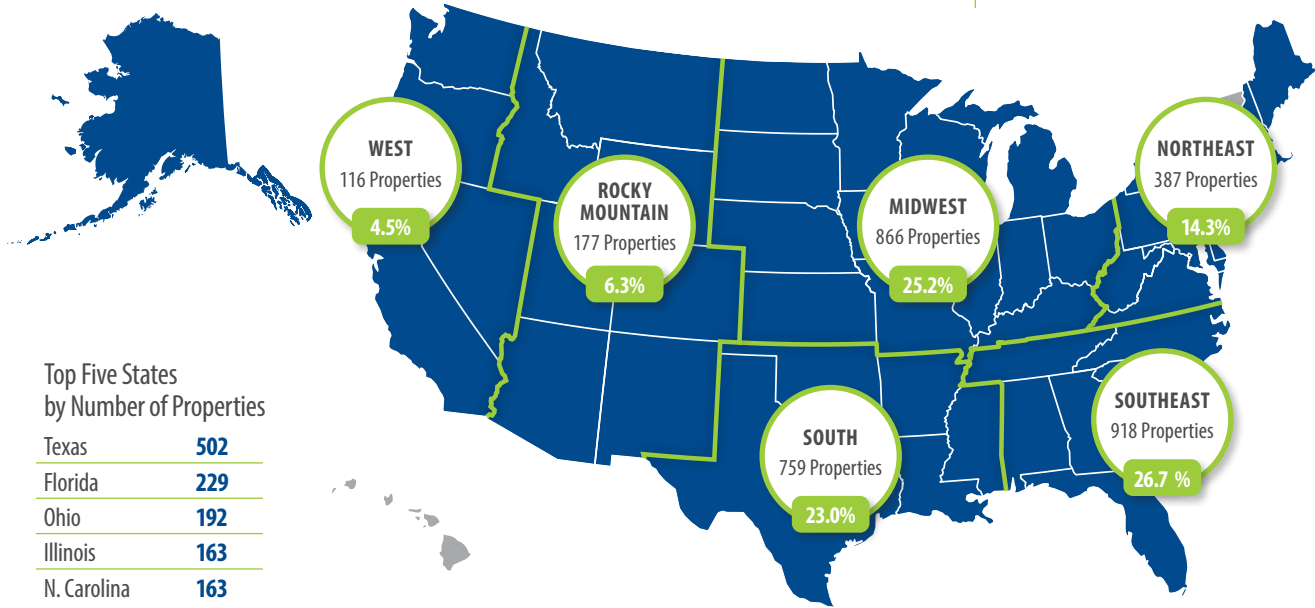 WEST
116 Properties
4.5%
ROCKY
MOUNTAIN
177 Properties
6.3%
MIDWEST
866 Properties
25.2%
NORTHEAST
387 Properties
14.3%
SOUTH
759 Properties
23.0%
SOUTHEAST
918 Properties
26.7 %
Top Five States
by Number of Properties
Texas 502
Florida 229
Ohio 192
Illinois 163
N. Carolina 163